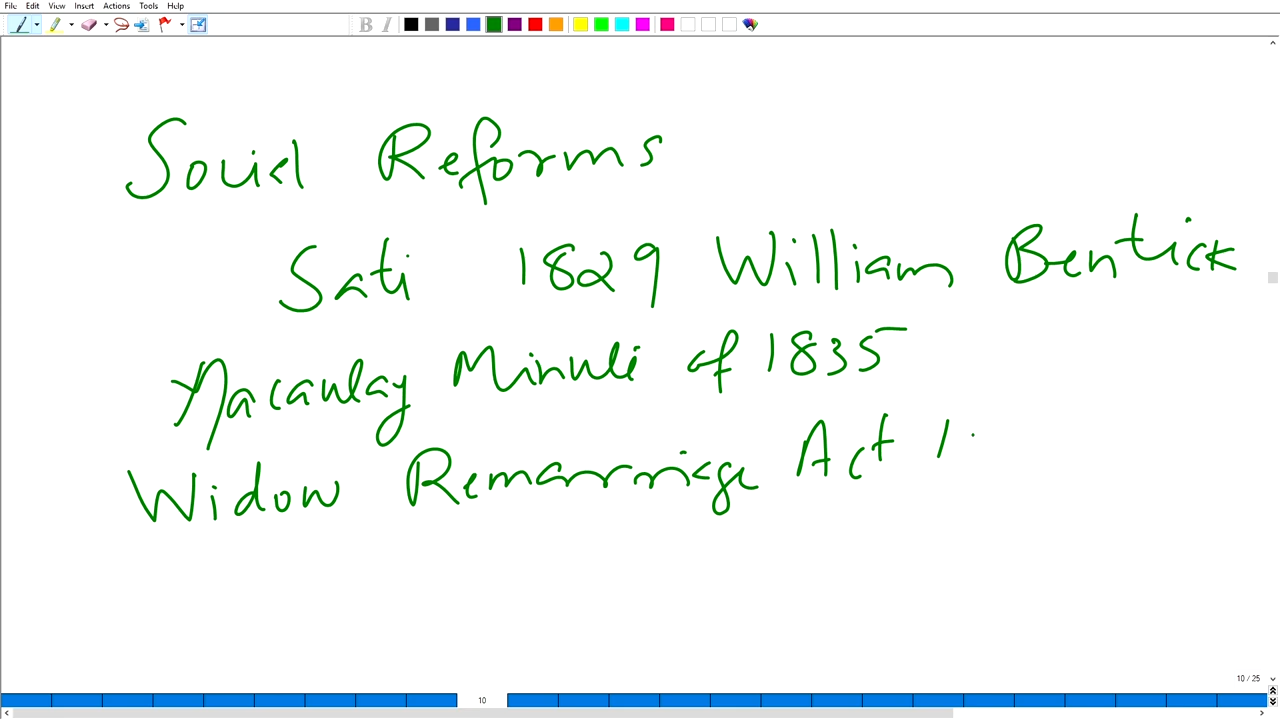 File Edit View Insert Actions Tools Help
B I
Social Reforms
Sati 1829 William Bentick
Macaulay Minute of 1835
Widow Remarriage Act 1
10 / 25
10